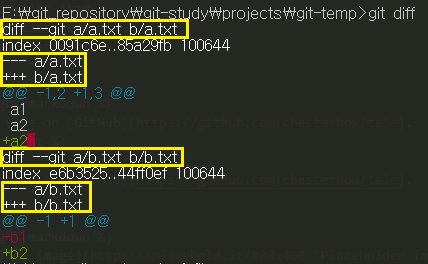 E:₩git_repository₩git-study₩projects₩git-temp>git diff
diff --git a/a.txt b/a.txt
index 0091c6e..85a29fb 100644
--- a/a.txt
+++ b/a.txt
@@ -1,2 +1,3 @@
 a1
 a2
+a2
diff --git a/b.txt b/b.txt
index e6b3525..44ff0ef 100644
--- a/b.txt
+++ b/b.txt
@@ -1 +1 @@
-b1
+b2